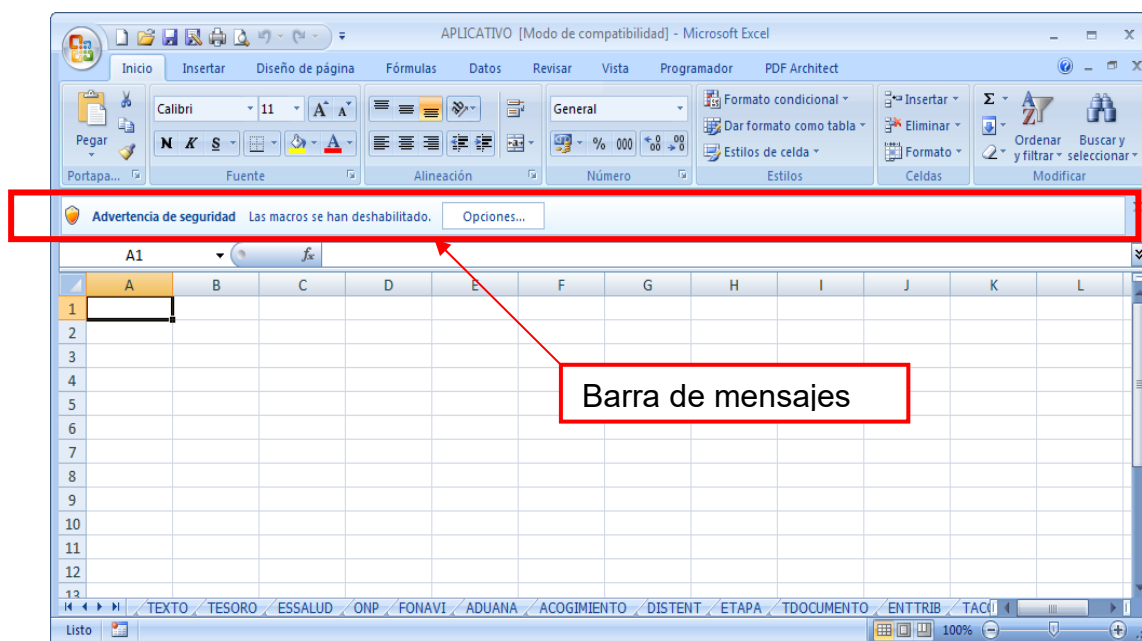 APLICATIVO [Modo de compatibilidad] - Microsoft Excel
Inicio Insertar Diseño de página Fórmulas Datos Revisar Vista Programador PDF Architect
Pegar
Calibri 11
General
N K S A
% 000
Formato condicional
Dar formato como tabla
Estilos de celda
Insertar
Eliminar
Formato
Σ
Ordenar y filtrar
Buscar y seleccionar
Portapa... Fuente Alineación Número Estilos Celdas Modificar
Advertencia de seguridad Las macros se han deshabilitado. Opciones...
A1 fx
A B C D E F G H I J K L
1
2
3
4
Barra de mensajes
5
6
7
8
9
10
11
12
13
TEXTO TESORO ESSALUD ONP FONAVI ADUANA ACOGIMIENTO DISTENT ETAPA TDOCUMENTO ENTTRIB
Listo 100%